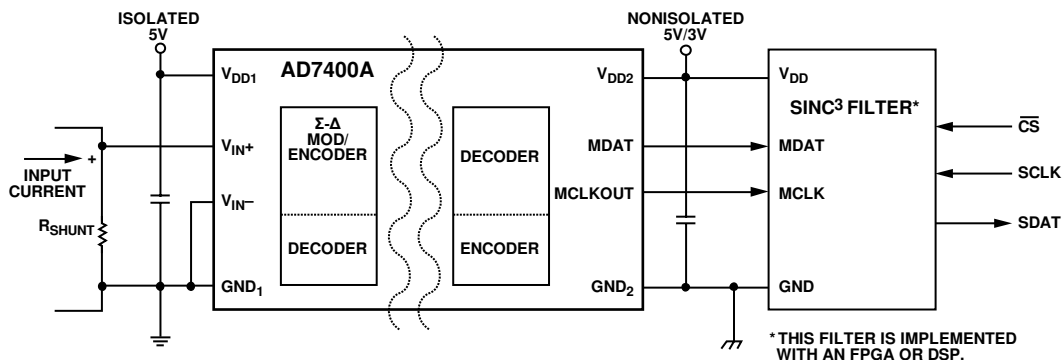 ISOLATED
5V
NONISOLATED
5V/3V
AD7400A
VDD1
VIN+
VIN–
GND1
Σ-Δ
MOD/
ENCODER
DECODER
DECODER
ENCODER
VDD2
MDAT
MCLKOUT
GND2
VDD
SINC3 FILTER*
MDAT
MCLK
GND
CS
SCLK
SDAT
+
INPUT
CURRENT
RSHUNT
* THIS FILTER IS IMPLEMENTED
WITH AN FPGA OR DSP.